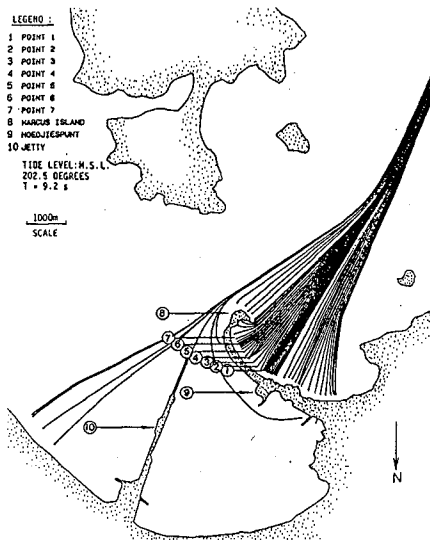 LEGEND :
1 POINT 1
2 POINT 2
3 POINT 3
4 POINT 4
5 POINT 5
6 POINT 6
7 POINT 7
8 MARCUS ISLAND
9 HOEDJIESPUNT
10 JETTY
TIDE LEVEL: M.S.L.
202.5 DEGREES
T = 9.2 s
1000m
SCALE
8
7
6
5
4
3
2
1
9
10
N